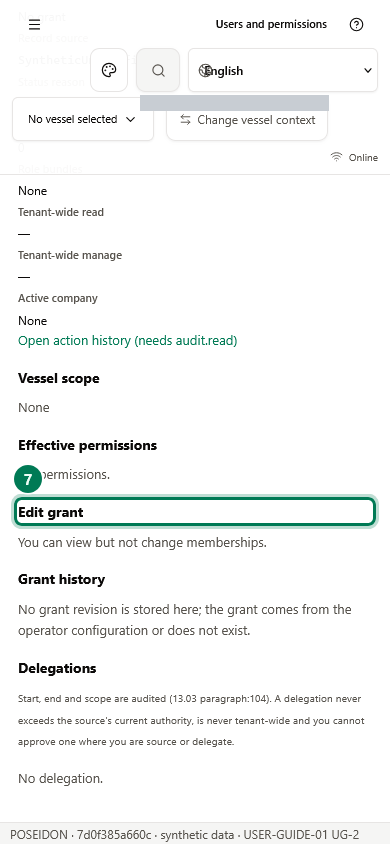 Users and permissions
English
No vessel selected
Change vessel context
Online
None
Tenant-wide read
—
Tenant-wide manage
—
Active company
None
Open action history (needs audit.read)
Vessel scope
None
Effective permissions
7
permissions.
Edit grant
You can view but not change memberships.
Grant history
No grant revision is stored here; the grant comes from the
operator configuration or does not exist.
Delegations
Start, end and scope are audited (13.03 paragraph:104). A delegation never
exceeds the source's current authority, is never tenant-wide and you cannot
approve one where you are source or delegate.
No delegation.
POSEIDON · 7d0f385a660c · synthetic data · USER-GUIDE-01 UG-2